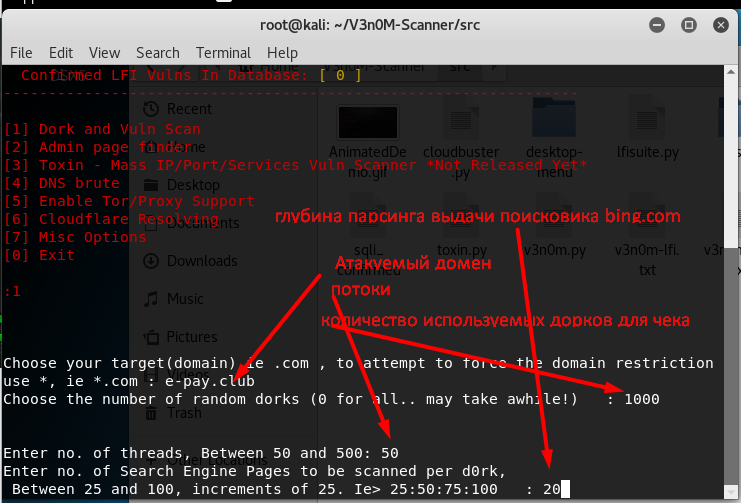 root@kali: ~/V3n0M-Scanner/src
File Edit View Search Terminal Help
Confirmed LFI Vulns In Database: [ 0 ]
[1] Dork and Vuln Scan
[2] Admin page finder
[3] Toxin - Mass IP/Port/Services Vuln Scanner *Not Released Yet*
[4] DNS brute
[5] Enable Tor/Proxy Support
[6] Cloudflare Resolving
[7] Misc Options
[0] Exit
:1
Recent
Desktop
Documents
Downloads
Music
Pictures
Videos
Trash
Other Locations
AnimatedDemo.gif
cloudbuster.py
desktop-menu
lfisuite.py
sqli_confirmed
toxin.py
v3n0m.py
v3n0m-lfi.txt
глубина парсинга выдачи поисковика bing.com
Атакуемый домен
потоки
количество используемых дорков для чека
Choose your target(domain) ie .com , to attempt to force the domain restriction
use *, ie *.com : e-pay.club
Choose the number of random dorks (0 for all.. may take awhile!)   : 1000
Enter no. of threads, Between 50 and 500: 50
Enter no. of Search Engine Pages to be scanned per d0rk,
Between 25 and 100, increments of 25. Ie> 25:50:75:100   : 20